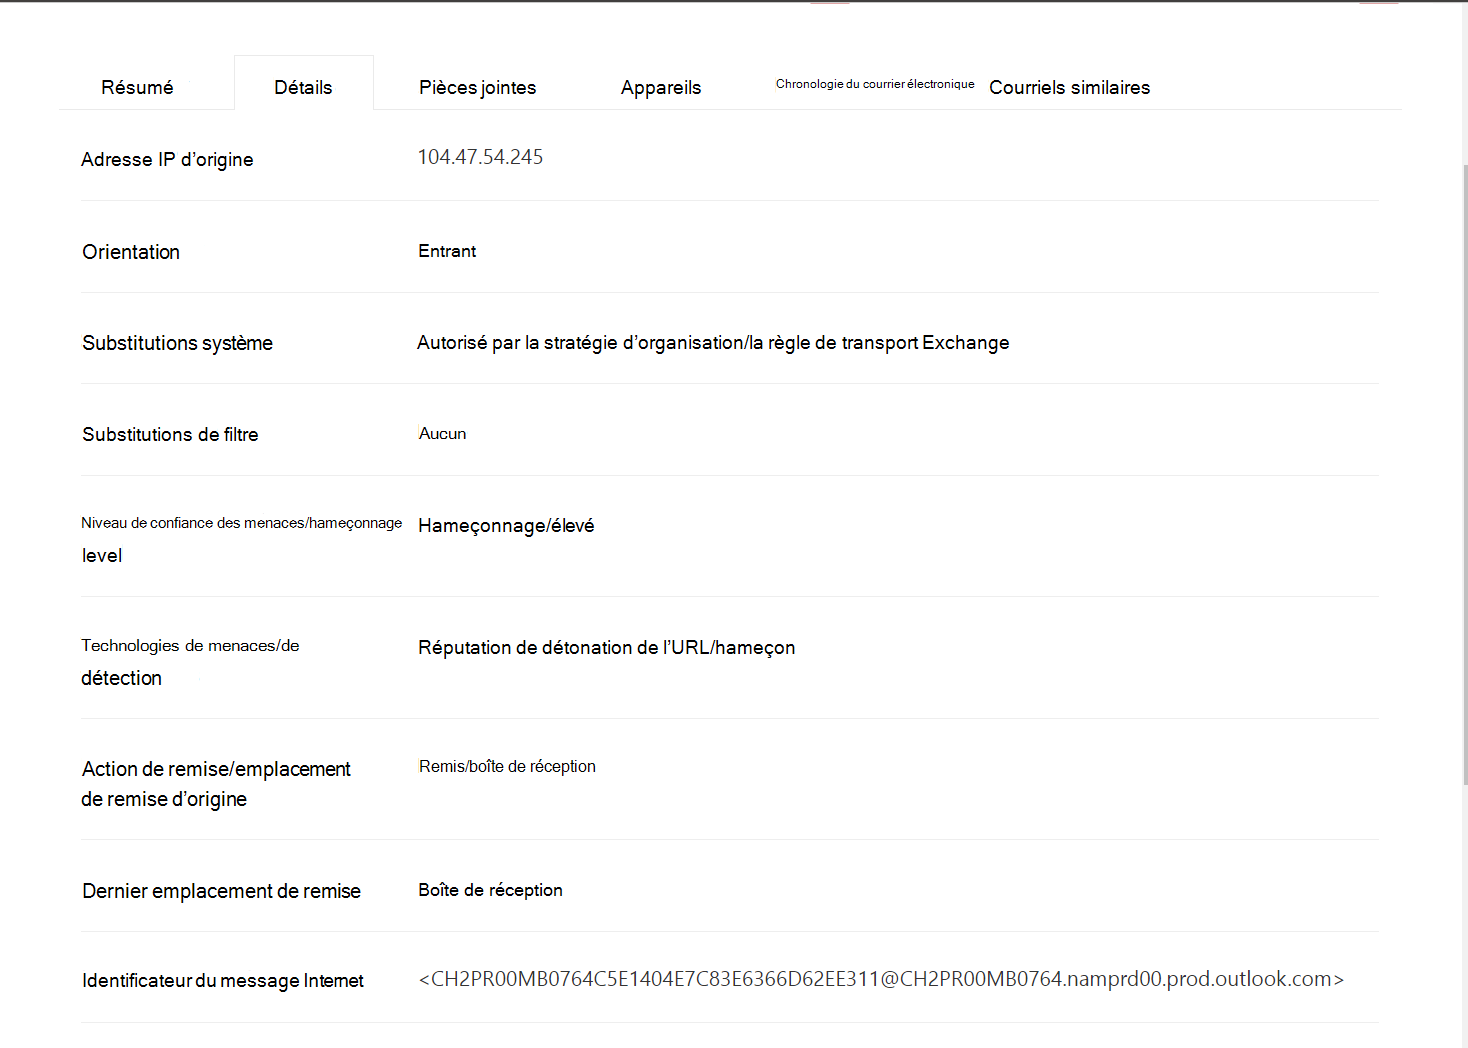 Résumé Détails Pièces jointes Appareils Chronologie du courrier électronique Courriels similaires
Adresse IP d’origine 104.47.54.245
Orientation Entrant
Substitutions système Autorisé par la stratégie d’organisation/la règle de transport Exchange
Substitutions de filtre Aucun
Niveau de confiance des menaces/hameçonnage Hameçonnage/élevé
level
Technologies de menaces/de Réputation de détonation de l’URL/hameçon
détection
Action de remise/emplacement Remis/boîte de réception
de remise d’origine
Dernier emplacement de remise Boîte de réception
Identificateur du message Internet <CH2PR00MB0764C5E1404E7C83E6366D62EE311@CH2PR00MB0764.namprd00.prod.outlook.com>